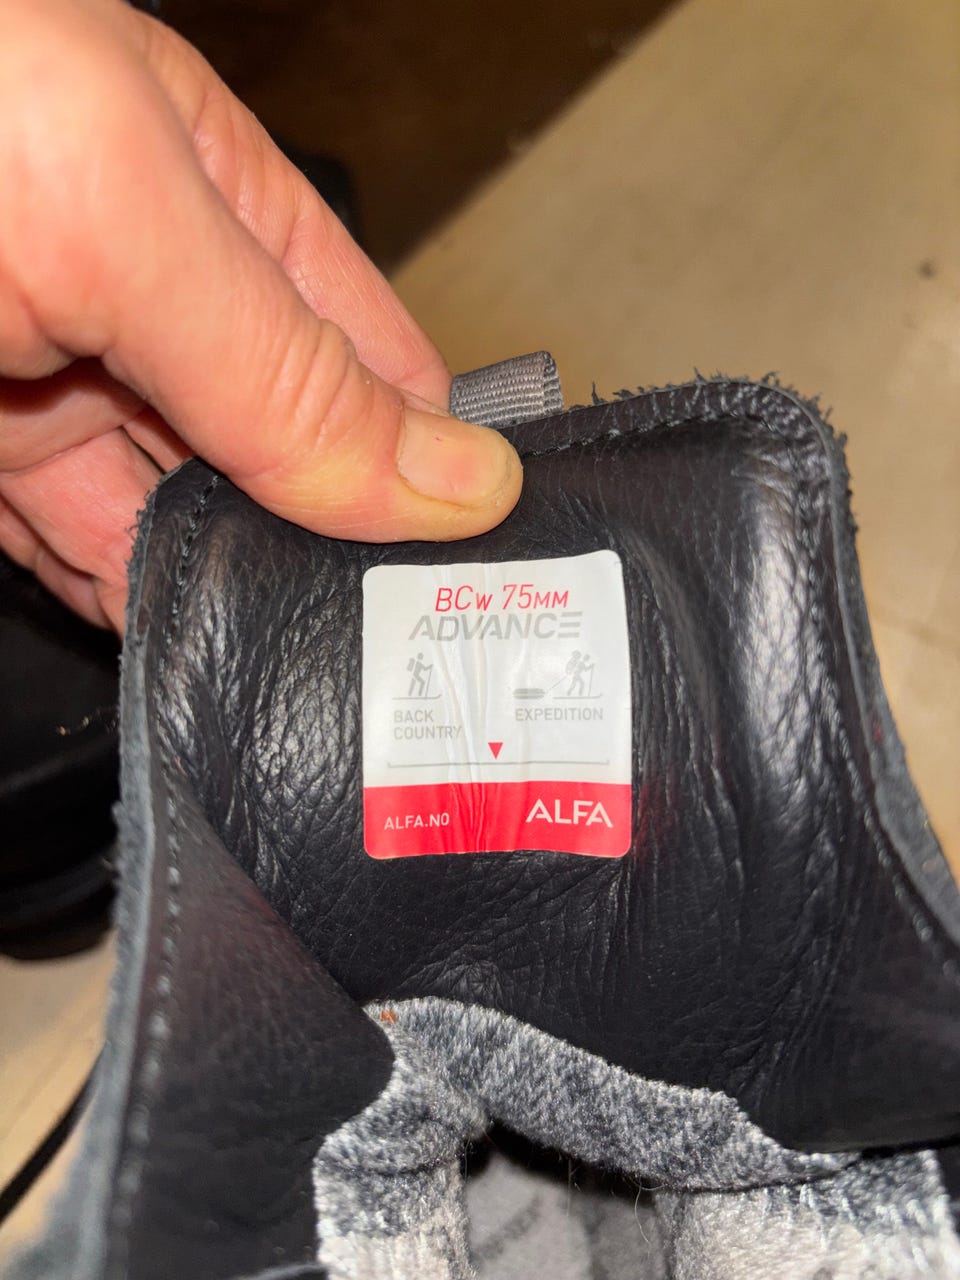 BCW 75MM
ADVANCE
BACK
COUNTRY
EXPEDITION
ALFA.NO
ALFA